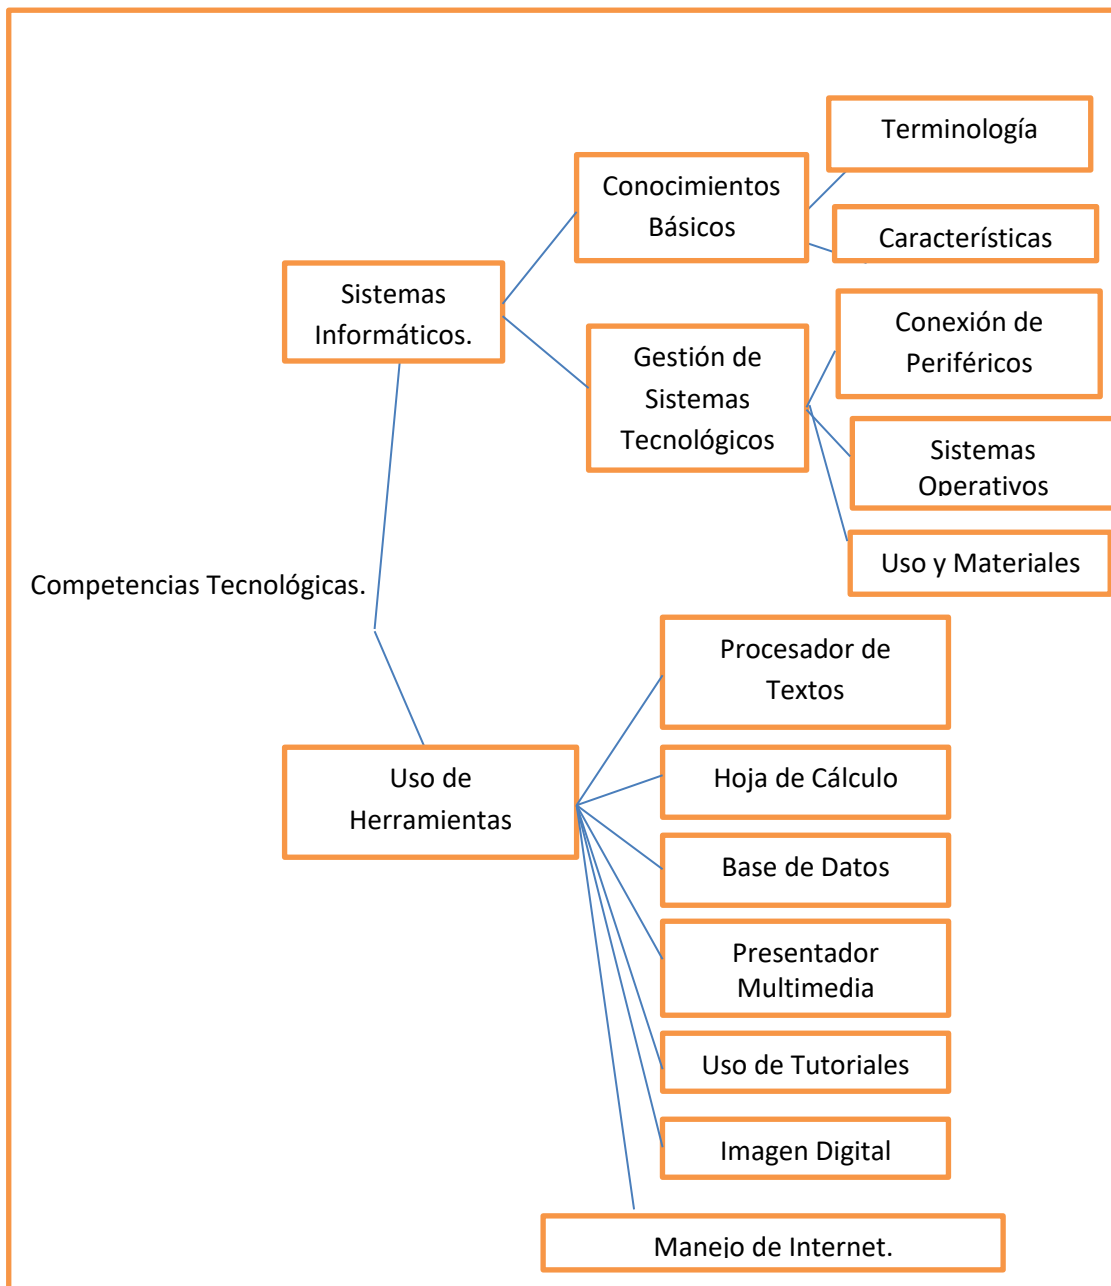 Terminología
Conocimientos
Básicos
Características
Sistemas
Informáticos.
Conexión de
Periféricos
Gestión de
Sistemas
Tecnológicos
Sistemas
Operativos
Uso y Materiales
Competencias Tecnológicas.
Procesador de
Textos
Uso de
Herramientas
Hoja de Cálculo
Base de Datos
Presentador
Multimedia
Uso de Tutoriales
Imagen Digital
Manejo de Internet.